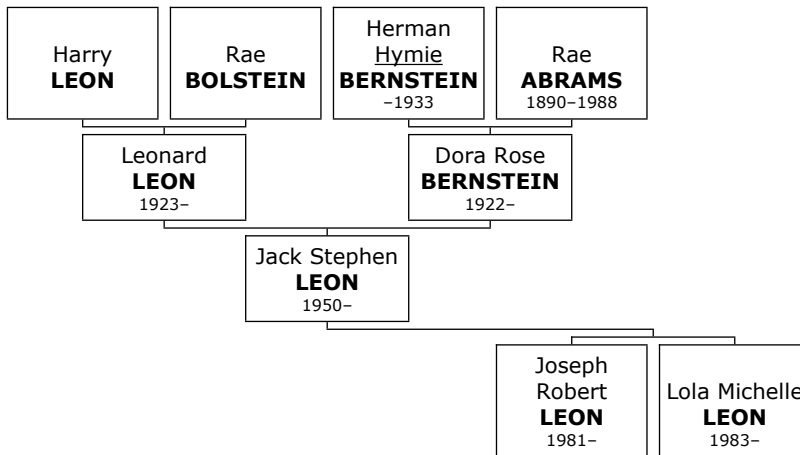 Harry
LEON
Rae
BOLSTEIN
Herman
Hymie
BERNSTEIN
–1933
Rae
ABRAMS
1890–1988
Leonard
LEON
1923–
Dora Rose
BERNSTEIN
1922–
Jack Stephen
LEON
1950–
Joseph
Robert
LEON
1981–
Lola Michelle
LEON
1983–